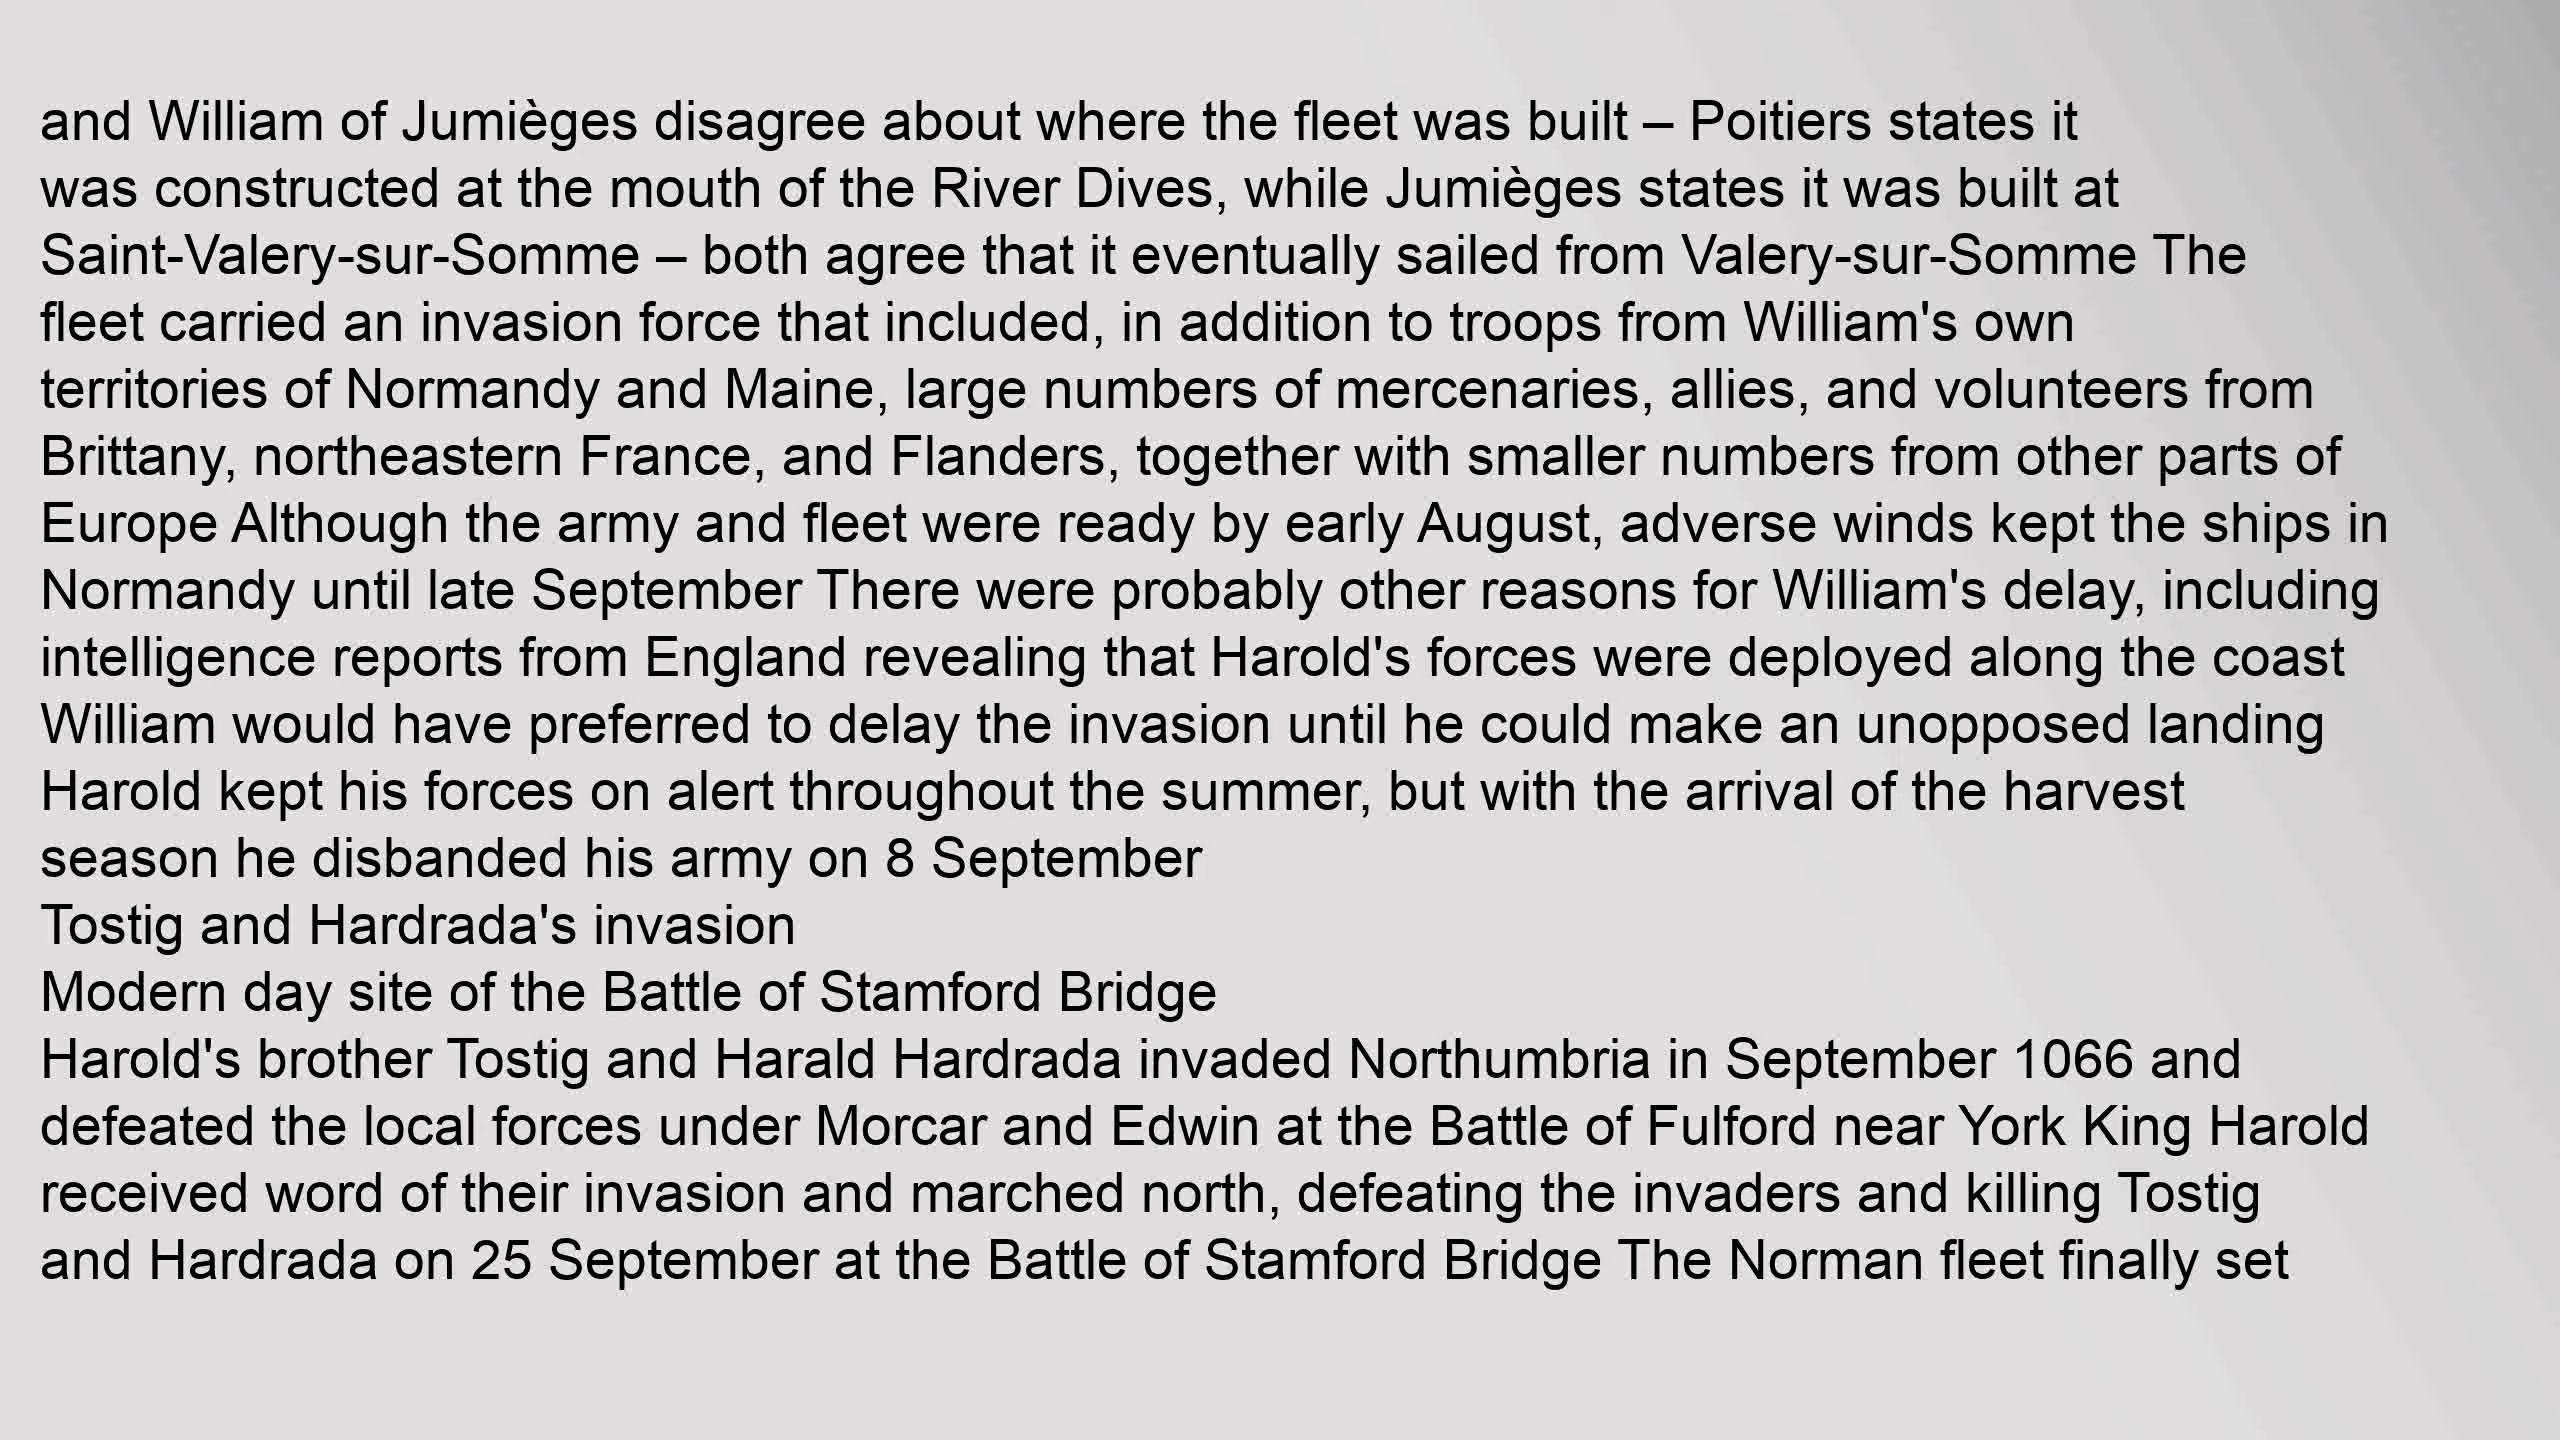 and William of Jumièges disagree about where the fleet was built – Poitiers states it
was constructed at the mouth of the River Dives, while Jumièges states it was built at
Saint-Valery-sur-Somme – both agree that it eventually sailed from Valery-sur-Somme The
fleet carried an invasion force that included, in addition to troops from William's own
territories of Normandy and Maine, large numbers of mercenaries, allies, and volunteers from
Brittany, northeastern France, and Flanders, together with smaller numbers from other parts of
Europe Although the army and fleet were ready by early August, adverse winds kept the ships in
Normandy until late September There were probably other reasons for William's delay, including
intelligence reports from England revealing that Harold's forces were deployed along the coast
William would have preferred to delay the invasion until he could make an unopposed landing
Harold kept his forces on alert throughout the summer, but with the arrival of the harvest
season he disbanded his army on 8 September
Tostig and Hardrada's invasion
Modern day site of the Battle of Stamford Bridge
Harold's brother Tostig and Harald Hardrada invaded Northumbria in September 1066 and
defeated the local forces under Morcar and Edwin at the Battle of Fulford near York King Harold
received word of their invasion and marched north, defeating the invaders and killing Tostig
and Hardrada on 25 September at the Battle of Stamford Bridge The Norman fleet finally set